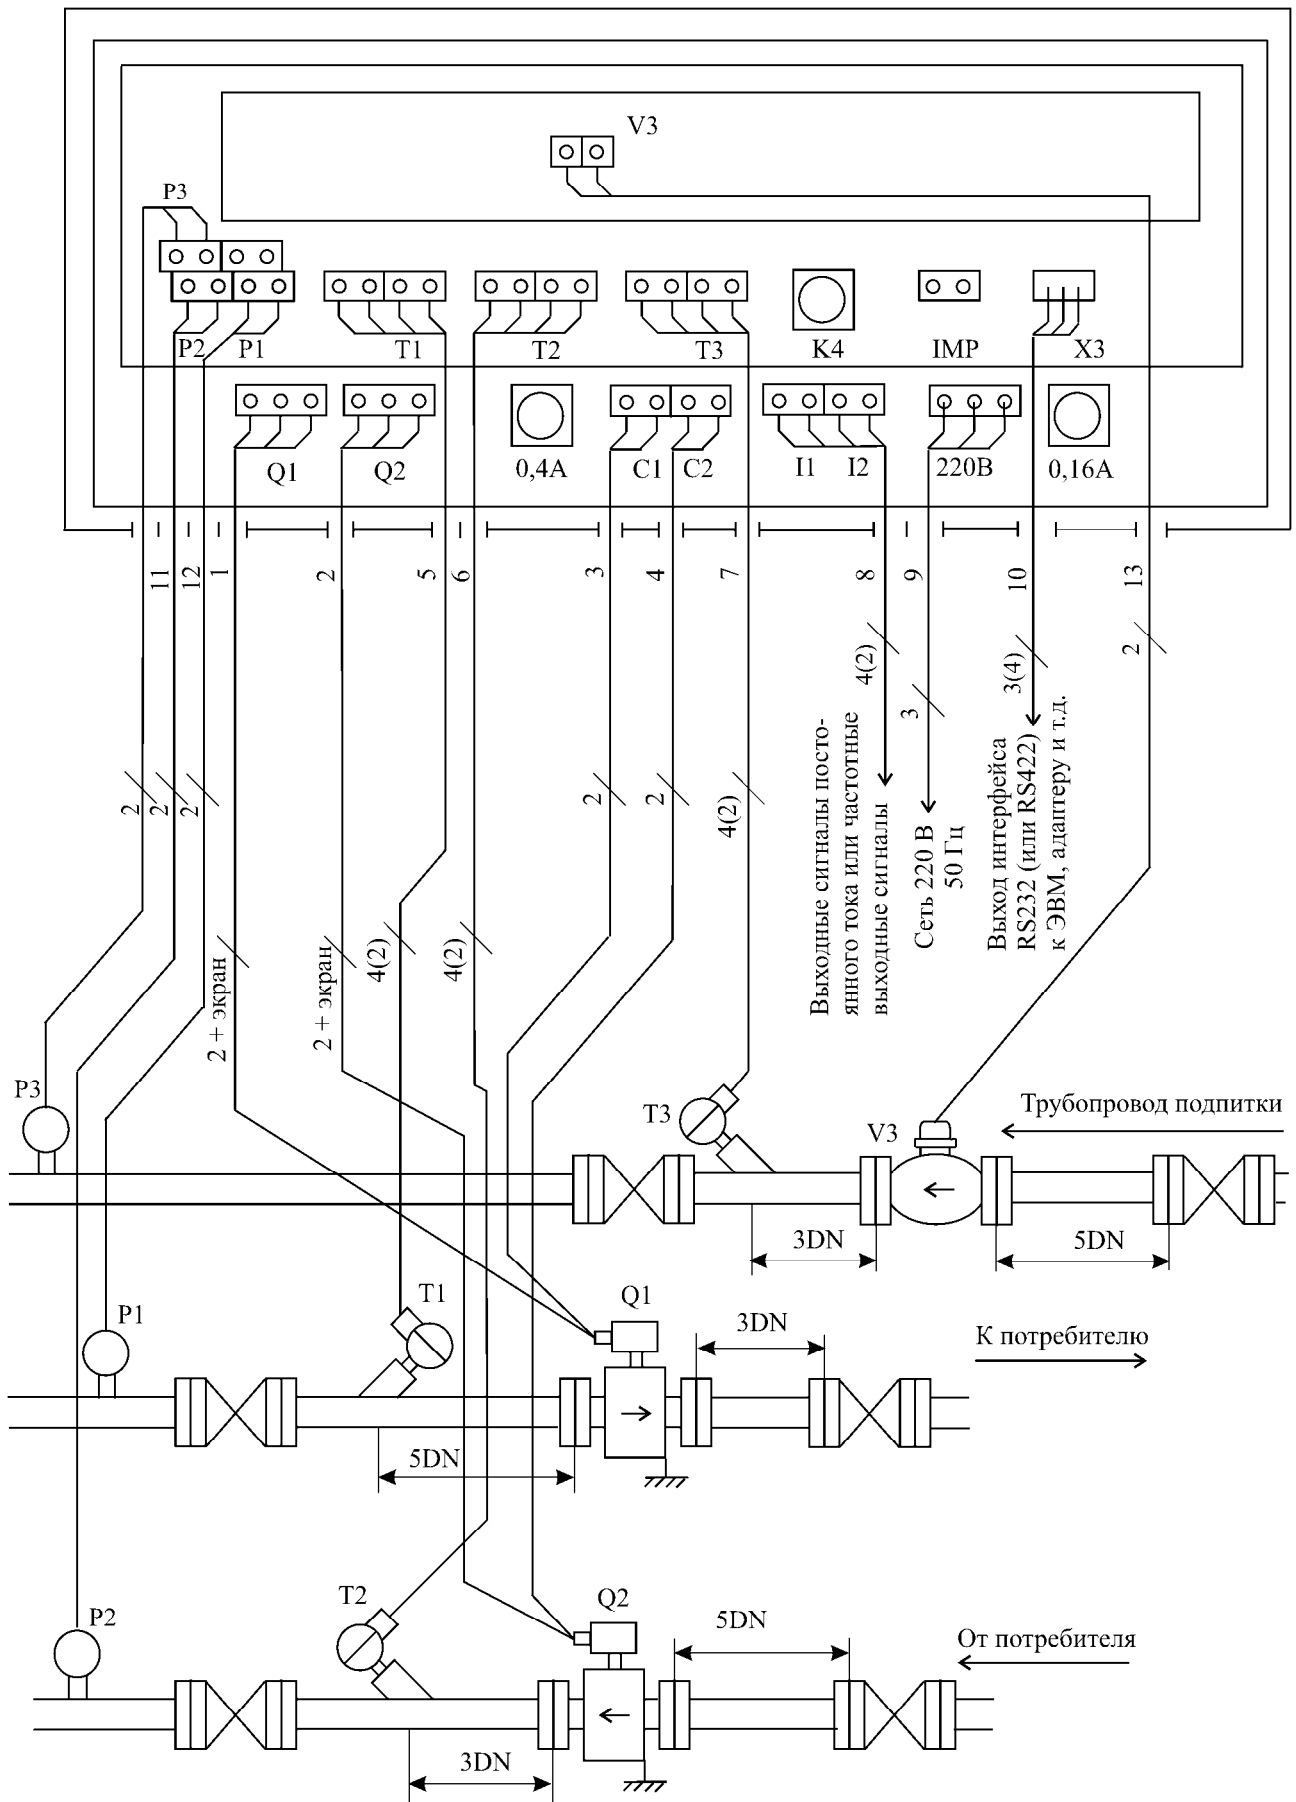 V3
P3
P2
P1
T1
T2
T3
K4
IMP
X3
Q1
Q2
0,4А
C1
C2
I1
I2
220В
0,16А
11
12
1
2
5
6
3
4
7
8
9
10
13
2
2
2
2 + экран
2 + экран
4(2)
4(2)
2
2
4(2)
4(2)
3
3(4)
2
Выходные сигналы посто-
янного тока или частотные
выходные сигналы
Сеть 220 В
50 Гц
Выход интерфейса
RS232 (или RS422)
к ЭВМ, адаптеру и т.д.
P3
T3
V3
Трубопровод подпитки
3DN
5DN
P1
T1
Q1
3DN
К потребителю
5DN
P2
T2
Q2
5DN
От потребителя
3DN